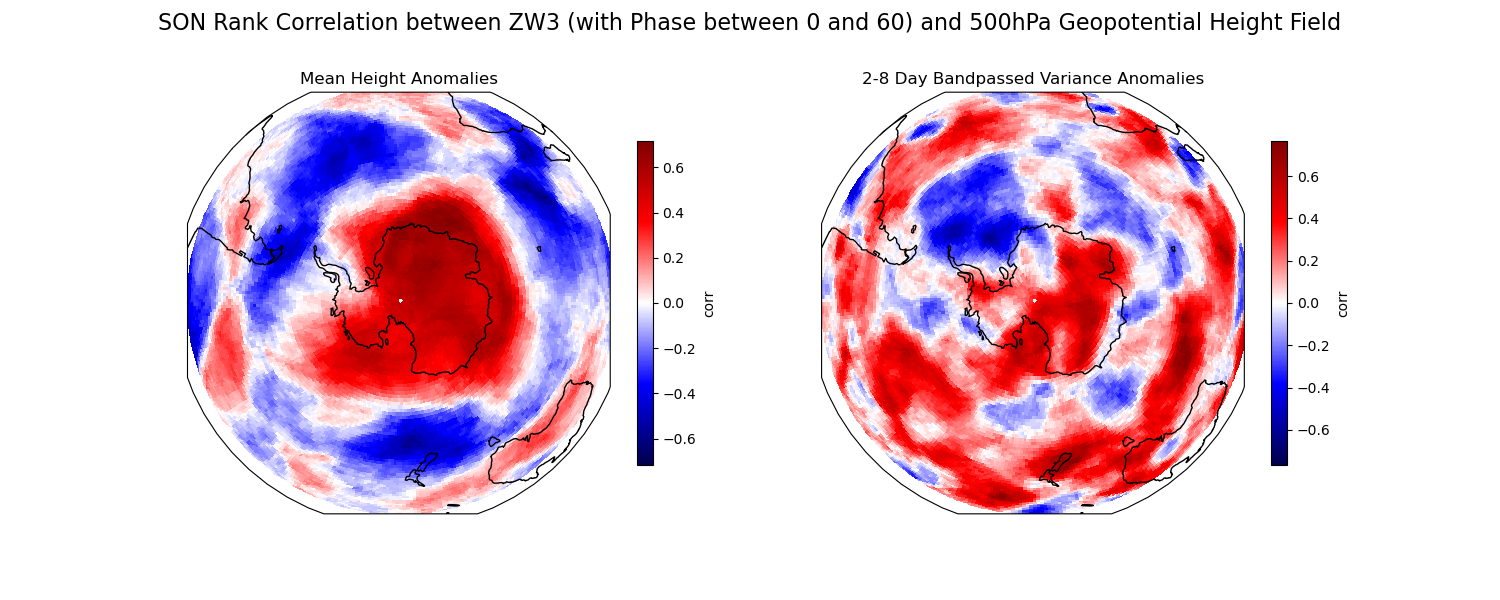 SON Rank Correlation between ZW3 (with Phase between 0 and 60) and 500hPa Geopotential Height Field
Mean Height Anomalies
0.6
0.4
0.2
0.0
−0.2
−0.4
−0.6
corr
2-8 Day Bandpassed Variance Anomalies
0.6
0.4
0.2
0.0
−0.2
−0.4
−0.6
corr